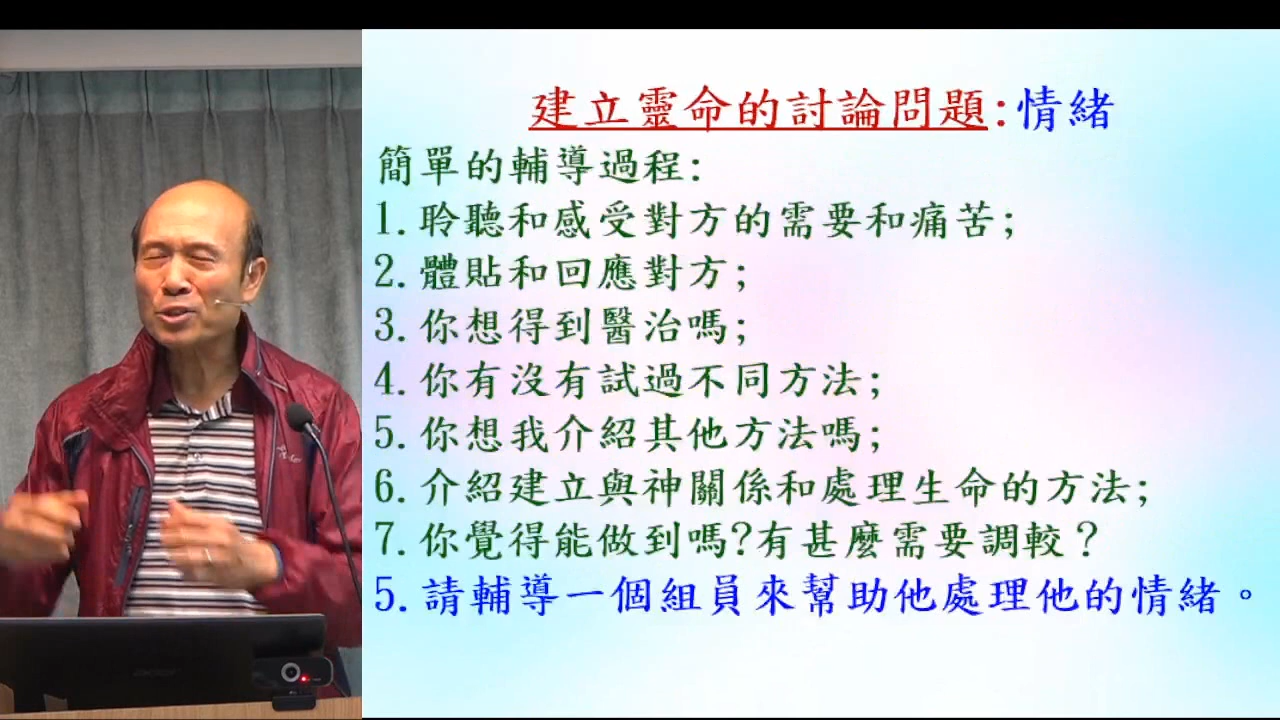 建立靈命的討論問題:情緒
簡單的輔導過程:
1.聆聽和感受對方的需要和痛苦;
2.體貼和回應對方;
3.你想得到醫治嗎;
4.你有沒有試過不同方法;
5.你想我介紹其他方法嗎;
6.介紹建立與神關係和處理生命的方法;
7.你覺得能做到嗎?有甚麼需要調較？
5.請輔導一個組員來幫助他處理他的情緒。